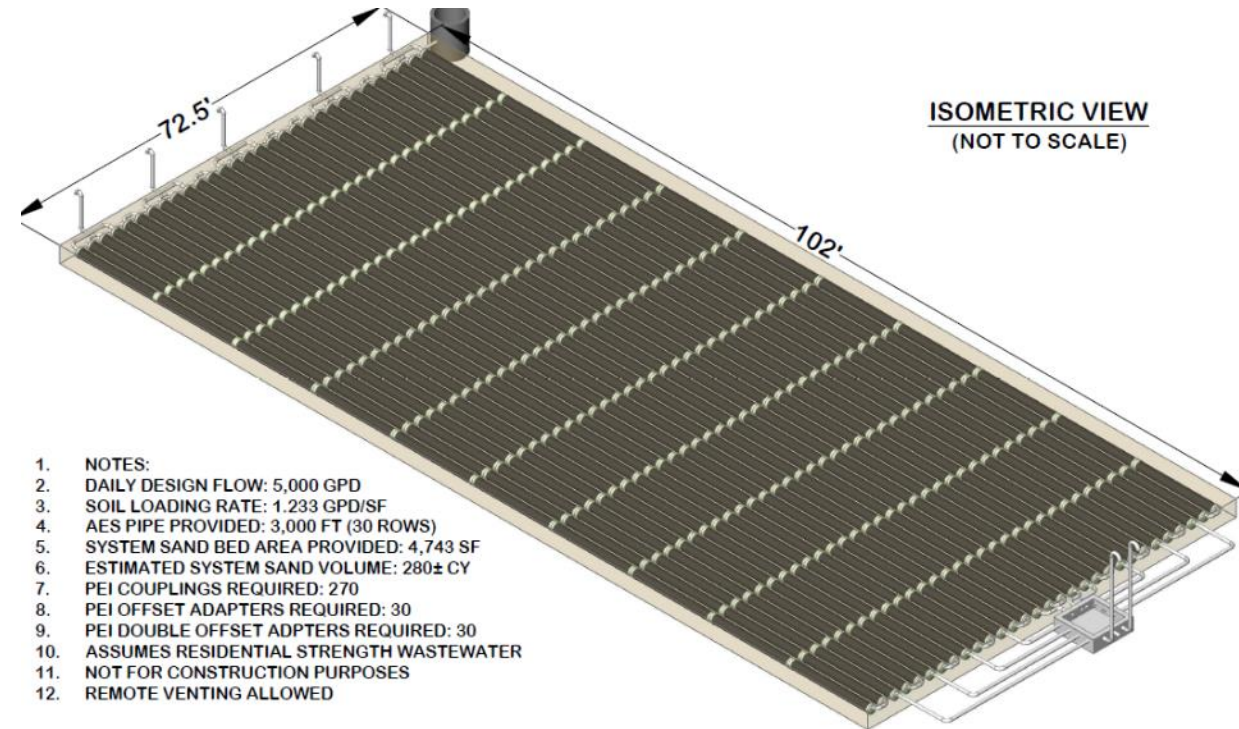 72.5'
ISOMETRIC VIEW
(NOT TO SCALE)
102'
1. NOTES:
2. DAILY DESIGN FLOW: 5,000 GPD
3. SOIL LOADING RATE: 1.233 GPD/SF
4. AES PIPE PROVIDED: 3,000 FT (30 ROWS)
5. SYSTEM SAND BED AREA PROVIDED: 4,743 SF
6. ESTIMATED SYSTEM SAND VOLUME: 280± CY
7. PEI COUPLINGS REQUIRED: 270
8. PEI OFFSET ADAPTERS REQUIRED: 30
9. PEI DOUBLE OFFSET ADPTERS REQUIRED: 30
10. ASSUMES RESIDENTIAL STRENGTH WASTEWATER
11. NOT FOR CONSTRUCTION PURPOSES
12. REMOTE VENTING ALLOWED